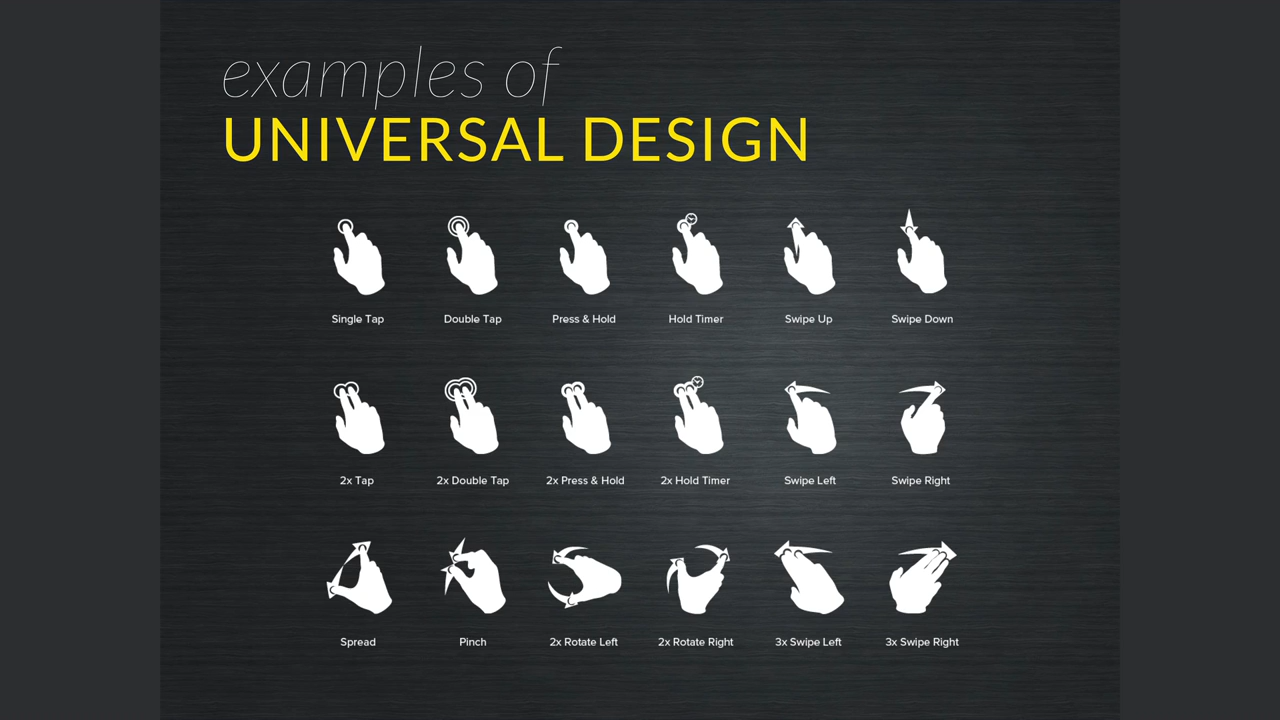 examples of
UNIVERSAL DESIGN
Single Tap Double Tap Press & Hold Hold Timer Swipe Up Swipe Down
2x Tap 2x Double Tap 2x Press & Hold 2x Hold Timer Swipe Left Swipe Right
Spread Pinch 2x Rotate Left 2x Rotate Right 3x Swipe Left 3x Swipe Right